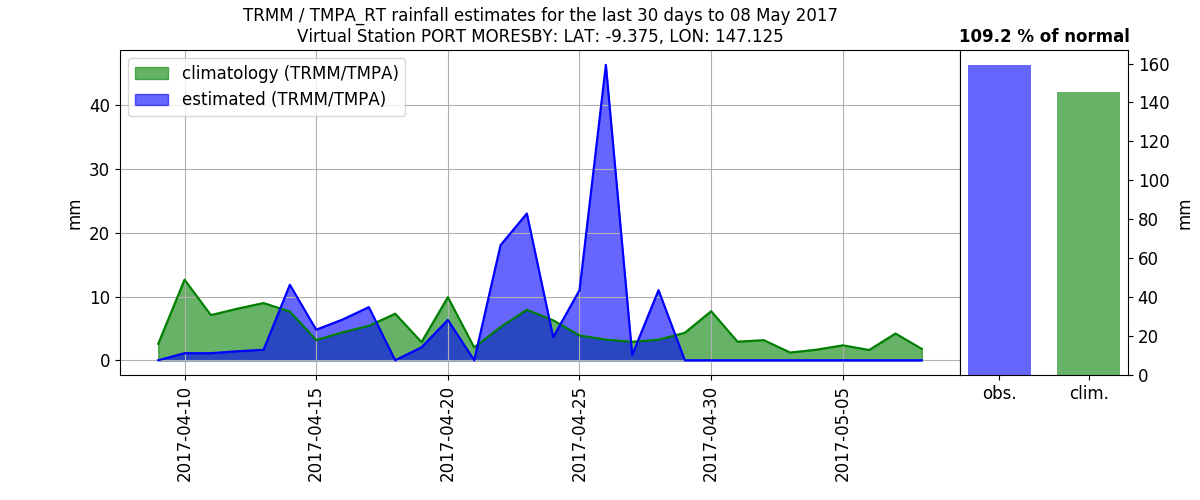 TRMM / TMPA_RT rainfall estimates for the last 30 days to 08 May 2017
Virtual Station PORT MORESBY: LAT: -9.375, LON: 147.125
109.2 % of normal
climatology (TRMM/TMPA)
estimated (TRMM/TMPA)
mm
40
30
20
10
0
2017-04-10
2017-04-15
2017-04-20
2017-04-25
2017-04-30
2017-05-05
160
140
120
100
80
60
40
20
0
mm
obs.
clim.